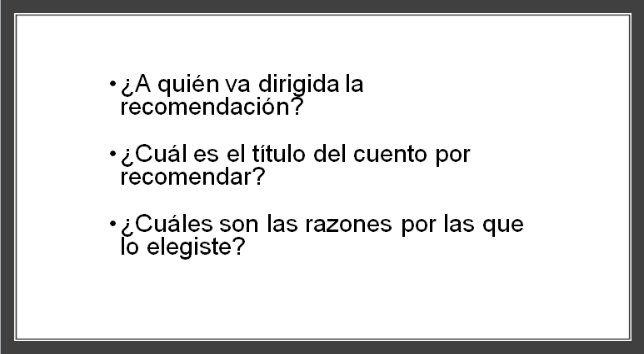 • ¿A quién va dirigida la
recomendación?
• ¿Cuál es el título del cuento por
recomendar?
• ¿Cuáles son las razones por las que
lo elegiste?